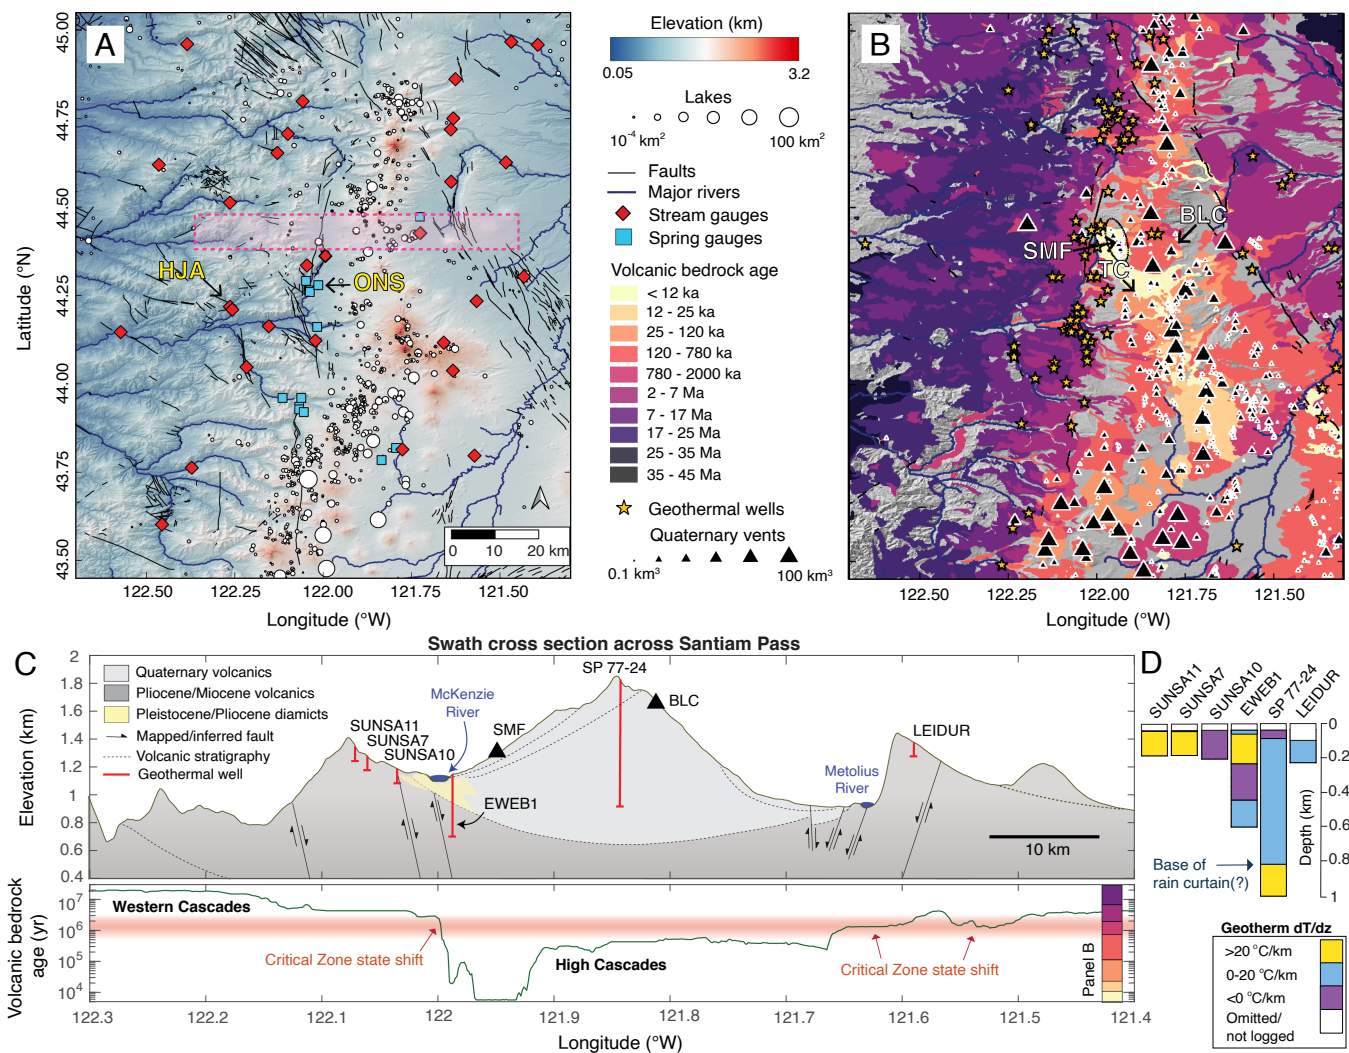 A
45.00
44.75
44.50
44.25
44.00
43.75
43.50
Latitude (°N)
HJA
ONS
0 10 20 km
122.50 122.25 122.00 121.75 121.50
Longitude (°W)
Elevation (km)
0.05 3.2
Lakes
10⁻⁴ km² 100 km²
Faults
Major rivers
Stream gauges
Spring gauges
Volcanic bedrock age
< 12 ka
12 - 25 ka
25 - 120 ka
120 - 780 ka
780 - 2000 ka
2 - 7 Ma
7 - 17 Ma
17 - 25 Ma
25 - 35 Ma
35 - 45 Ma
Geothermal wells
Quaternary vents
0.1 km³ 100 km³
B
SMF
BLC
TC
122.50 122.25 122.00 121.75 121.50
Longitude (°W)
C
Swath cross section across Santiam Pass
2
1.8
1.6
1.4
1.2
1
0.8
0.6
0.4
Elevation (km)
Quaternary volcanics
Pliocene/Miocene volcanics
Pleistocene/Pliocene diamicts
Mapped/inferred fault
Volcanic stratigraphy
Geothermal well
SUNSA11
SUNSA7
SUNSA10
McKenzie
River
SMF
EWEB1
SP 77-24
BLC
Metolius
River
LEIDUR
10 km
Volcanic bedrock
age (yr)
10⁷
10⁶
10⁵
10⁴
Western Cascades
Critical Zone state shift
High Cascades
Critical Zone state shift
Panel B
122.3 122.2 122.1 122 121.9 121.8 121.7 121.6 121.5 121.4
Longitude (°W)
D
SUNSA11
SUNSA7
SUNSA10
EWEB1
SP 77-24
LEIDUR
0
0.2
0.4
0.6
0.8
1
Depth (km)
Base of
rain curtain(?)
Geotherm dT/dz
>20 °C/km
0-20 °C/km
<0 °C/km
Omitted/
not logged